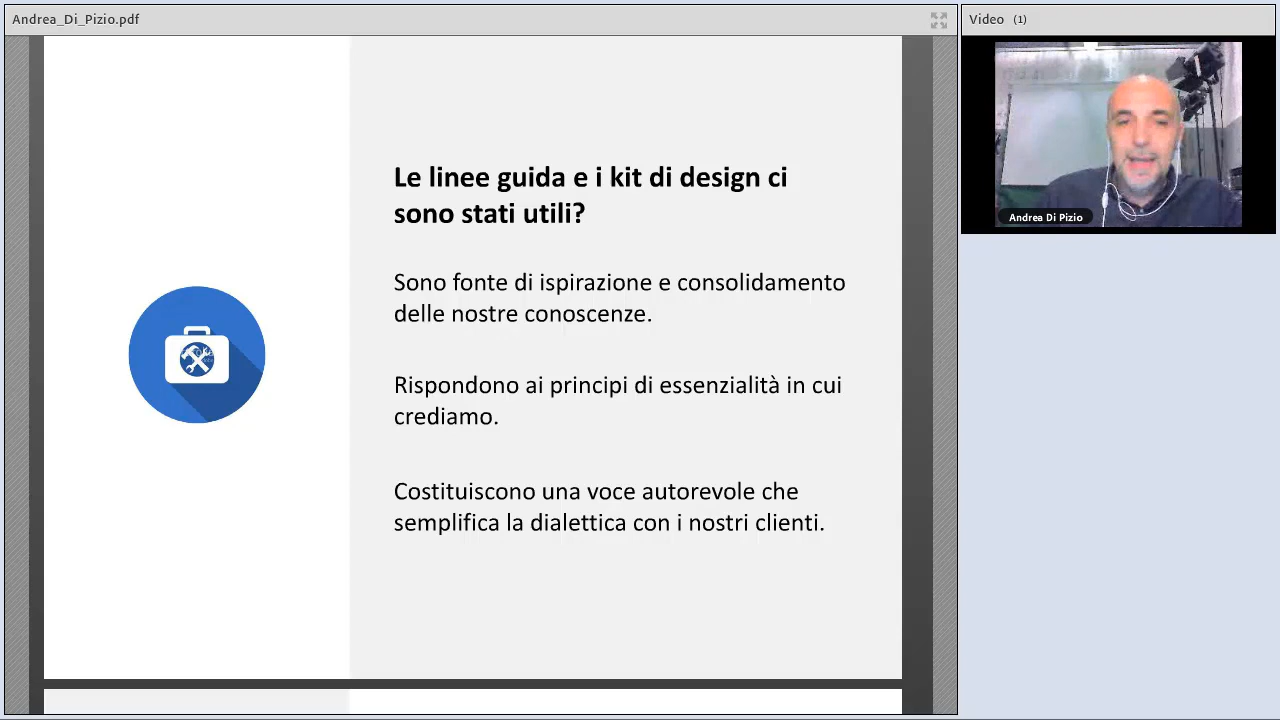 Andrea_Di_Pizio.pdf
Video (1)
Le linee guida e i kit di design ci
sono stati utili?
Sono fonte di ispirazione e consolidamento
delle nostre conoscenze.
Rispondono ai principi di essenzialità in cui
crediamo.
Costituiscono una voce autorevole che
semplifica la dialettica con i nostri clienti.
Andrea Di Pizio